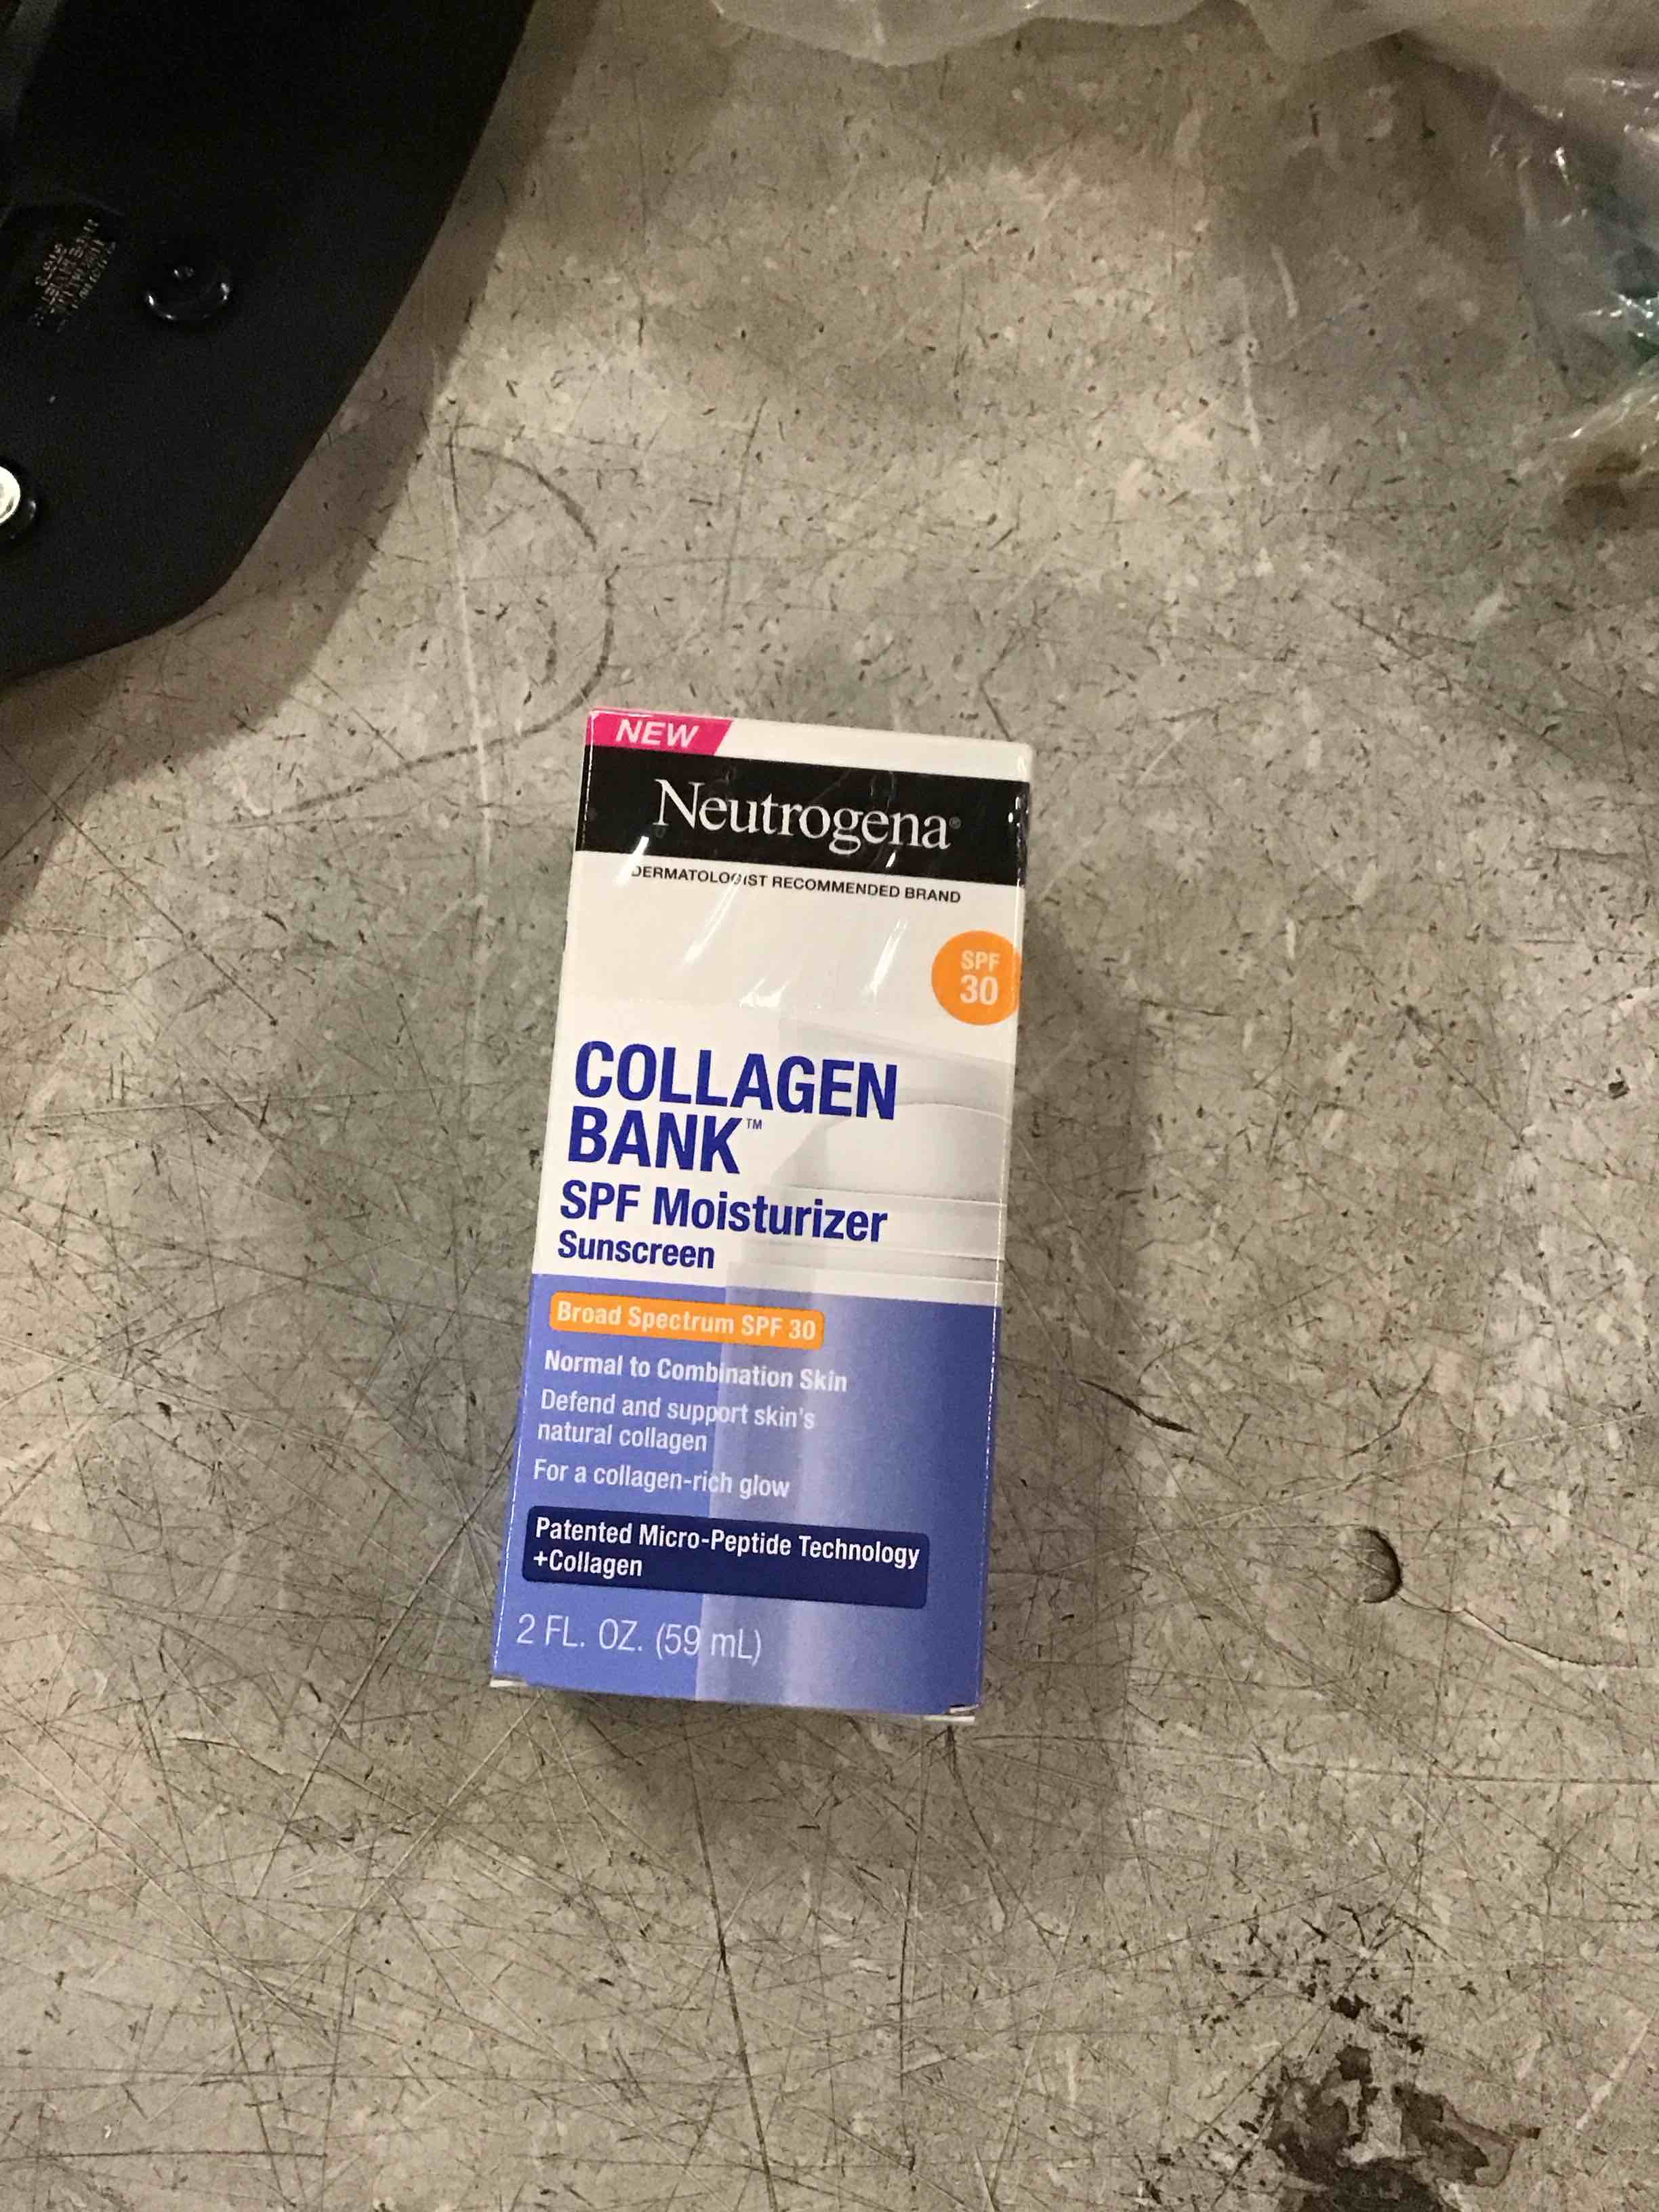 NEW
Neutrogena®
DERMATOLOGIST RECOMMENDED BRAND
SPF
30
COLLAGEN
BANK™
SPF Moisturizer
Sunscreen
Broad Spectrum SPF 30
Normal to Combination Skin
Defend and support skin's
natural collagen
For a collagen-rich glow
Patented Micro-Peptide Technology
+Collagen
2 FL. OZ. (59 mL)